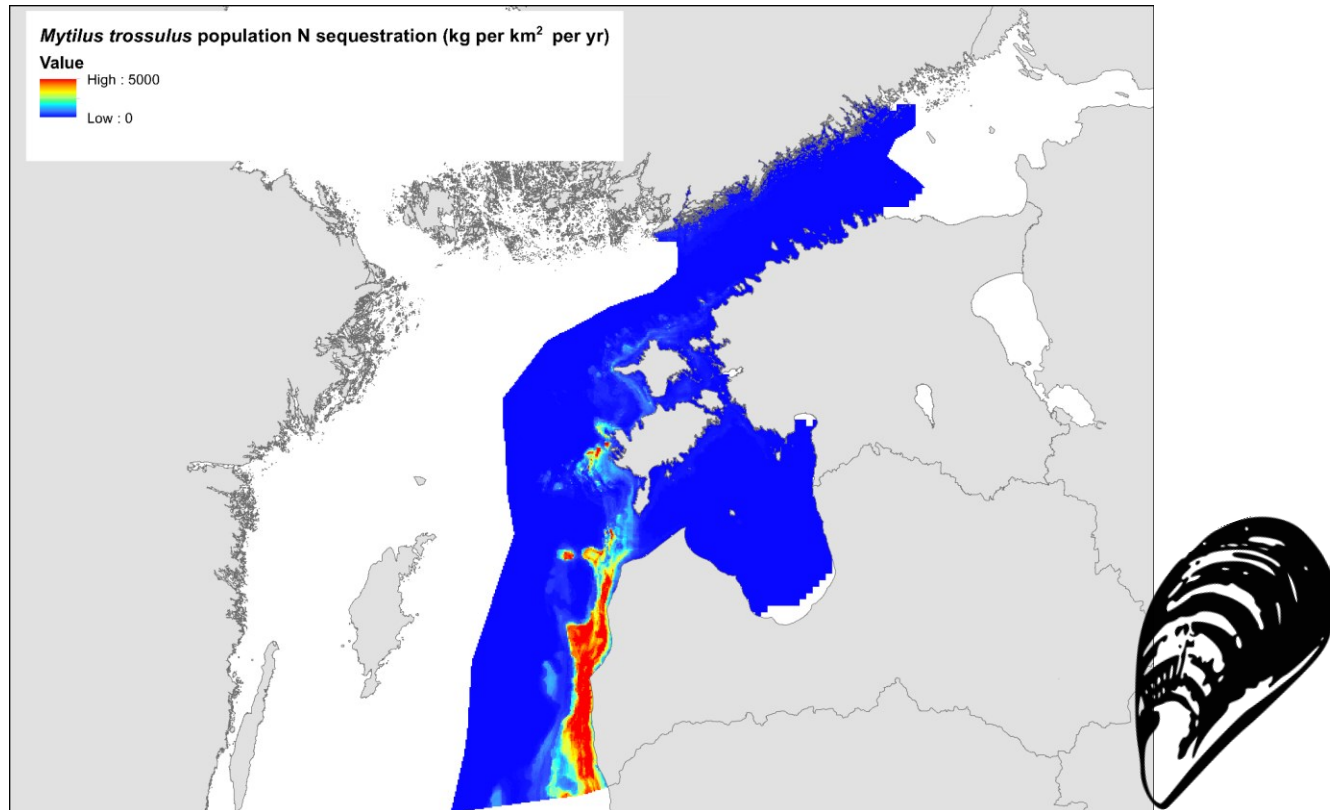 Mytilus trossulus population N sequestration (kg per km² per yr)
Value
High : 5000
Low : 0